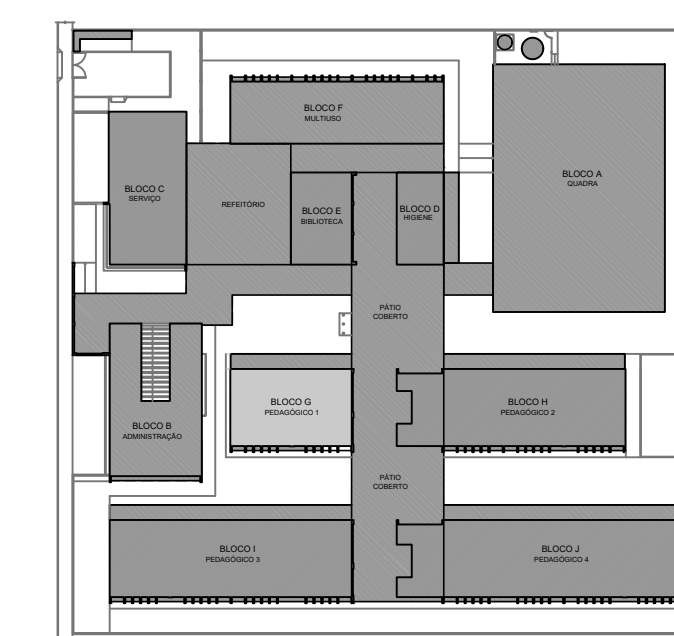 BLOCO F
MULTIUSO
BLOCO A
QUADRA
BLOCO C
SERVIÇO
REFEITÓRIO
BLOCO E
BIBLIOTECA
BLOCO D
HIGIENE
PÁTIO
COBERTO
BLOCO G
PEDAGÓGICO 1
BLOCO H
PEDAGÓGICO 2
BLOCO B
ADMINISTRAÇÃO
PÁTIO
COBERTO
BLOCO I
PEDAGÓGICO 3
BLOCO J
PEDAGÓGICO 4